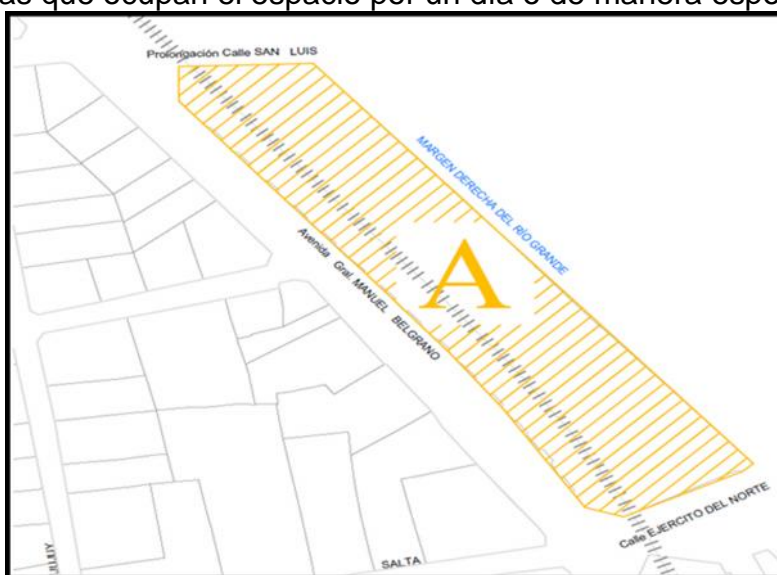 as que ocupan el espacio por un día o de manera espe
Prolongación Calle SAN LUIS
MARGEN DERECHA DEL RÍO GRANDE
A
Avenida Gral. MANUEL BELGRANO
Calle EJERCITO DEL NORTE
SALTA